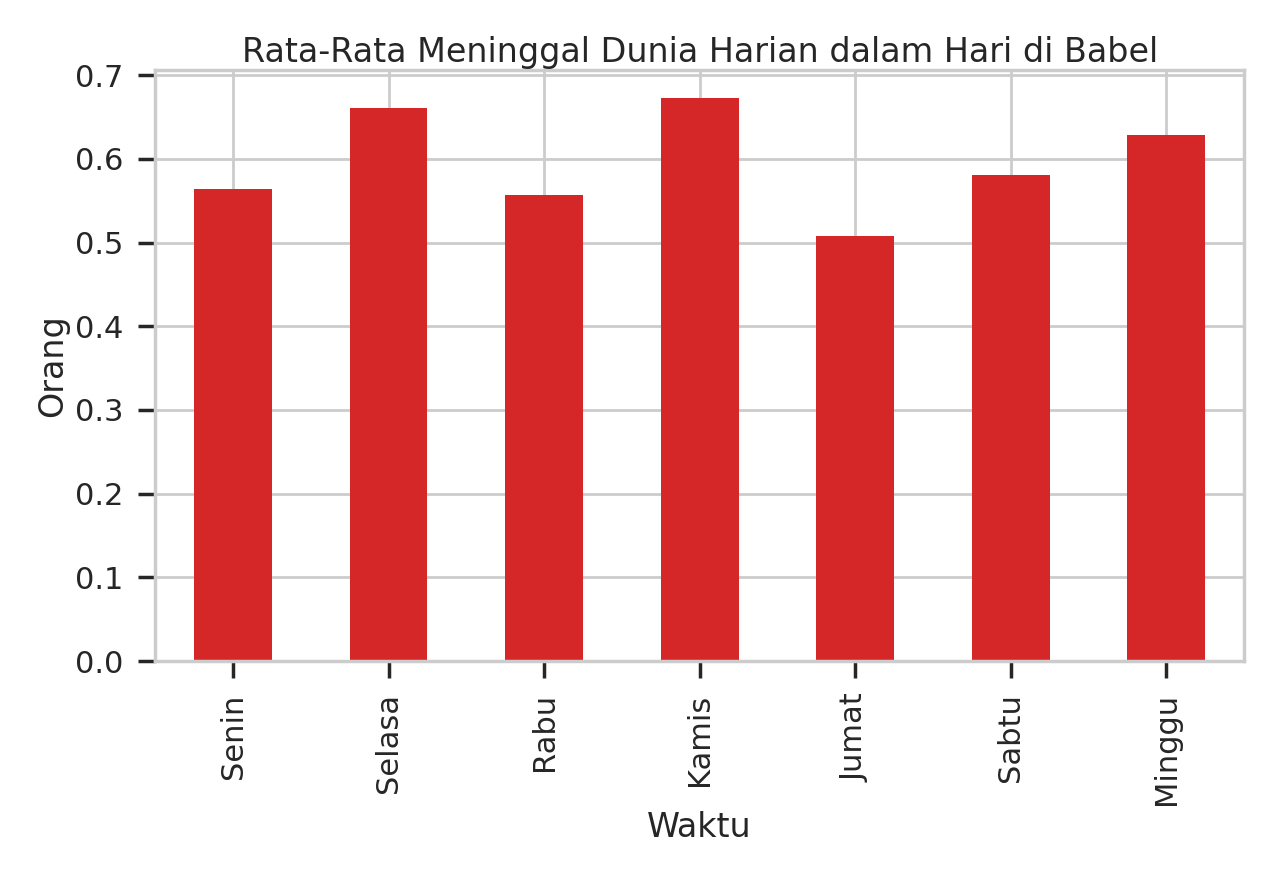 Rata-Rata Meninggal Dunia Harian dalam Hari di Babel
0.7
0.6
0.5
0.4
0.3
0.2
0.1
0.0
Orang
Senin
Selasa
Rabu
Kamis
Jumat
Sabtu
Minggu
Waktu